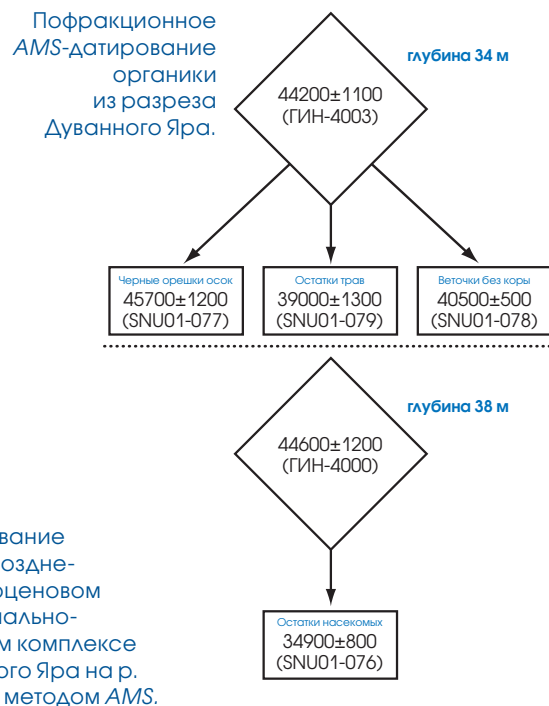 Пофракционное
AMS-датирование
органики
из разреза
Дуванного Яра.
глубина 34 м
44200±1100
(ГИН-4003)
Черные орешки осок
45700±1200
(SNU01-077)
Остатки трав
39000±1300
(SNU01-079)
Веточки без коры
40500±500
(SNU01-078)
глубина 38 м
44600±1200
(ГИН-4000)
Остатки насекомых
34900±800
(SNU01-076)
вание
оздне-
оценовом
иально-
м комплексе
ого Яра на р.
методом AMS.